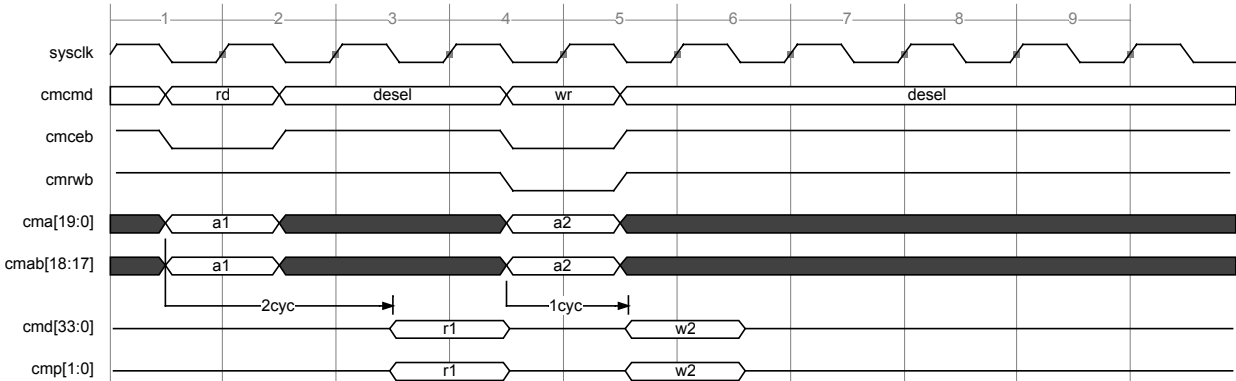 1 2 3 4 5 6 7 8 9
sysclk
cmcmd rd desel wr desel
cmceb
cmrwb
cma[19:0] a1 a2
cmab[18:17] a1 a2
2cyc 1cyc
cmd[33:0] r1 w2
cmp[1:0] r1 w2